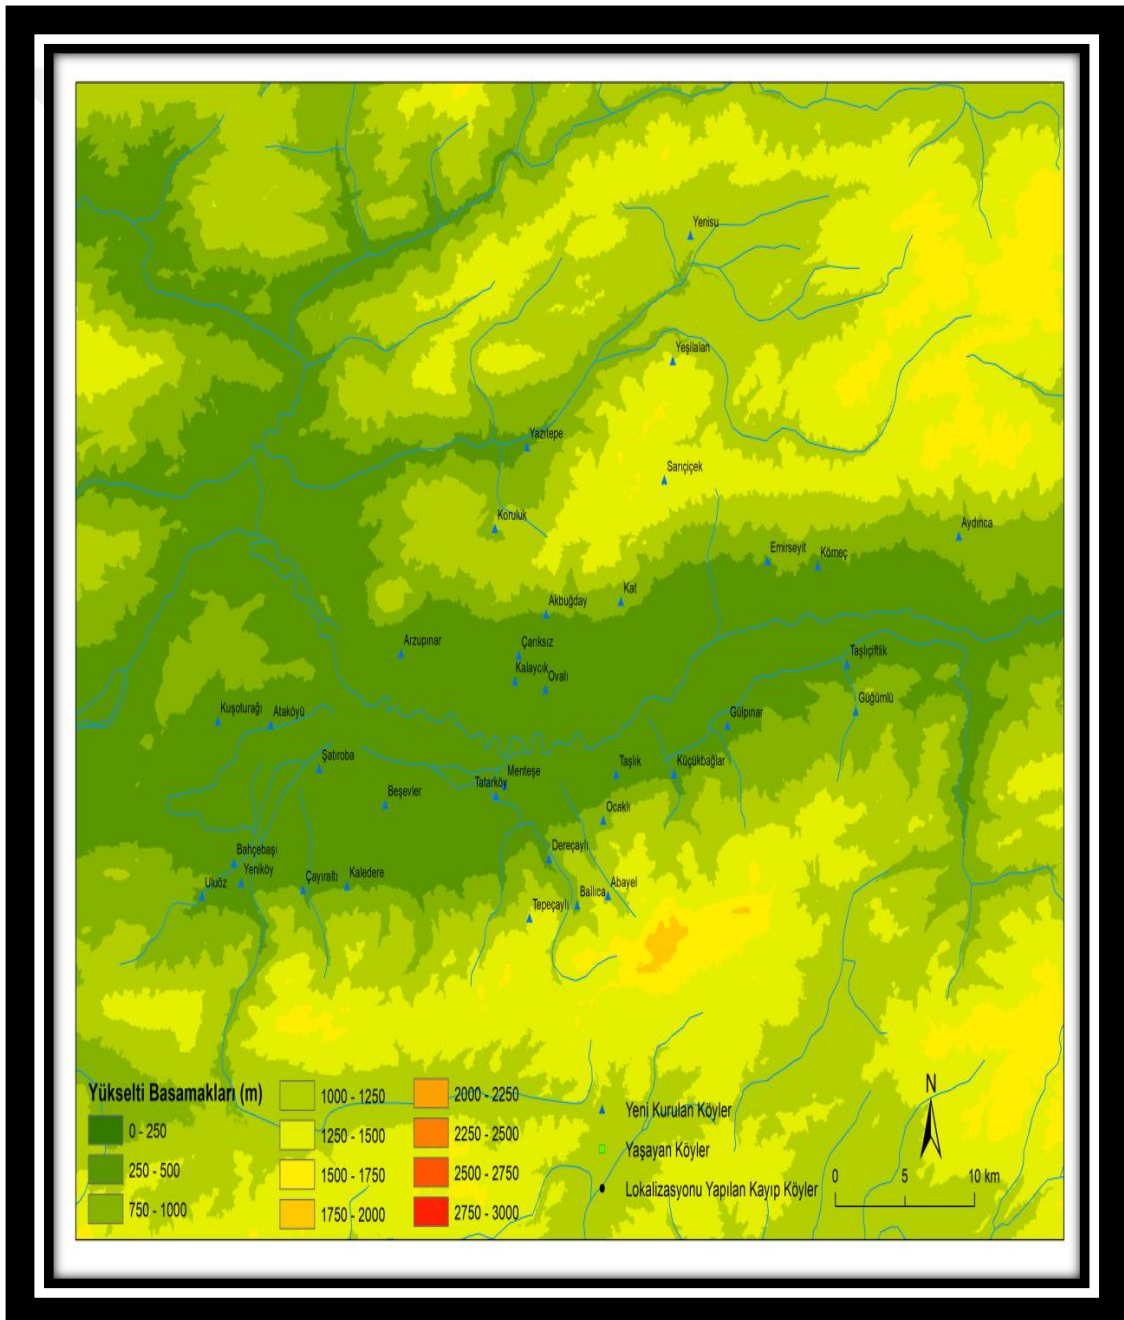 Yenisu
Yeşilalan
Yazıtepe
Sarıçiçek
Koruluk
Aydınca
Emirseyit
Kömeç
Kat
Akbuğday
Arzupınar
Çarıksız
Taşlıçiftlik
Kalaycık
Ovalı
Güğümlü
Kuşoturağı
Ataköyü
Gülpınar
Şatıroba
Menteşe
Taşlık
Küçükbağlar
Tatarköy
Beşevler
Ocaklı
Bahçebaşı
Dereçaylı
Yeniköy
Uluöz
Çayıraltı
Kaledere
Abayel
Ballıca
Tepeçaylı
Yükselti Basamakları (m)
0 - 250
250 - 500
750 - 1000
1000 - 1250
1250 - 1500
1500 - 1750
1750 - 2000
2000 - 2250
2250 - 2500
2500 - 2750
2750 - 3000
Yeni Kurulan Köyler
Yaşayan Köyler
Lokalizasyonu Yapılan Kayıp Köyler
N
0 5 10 km